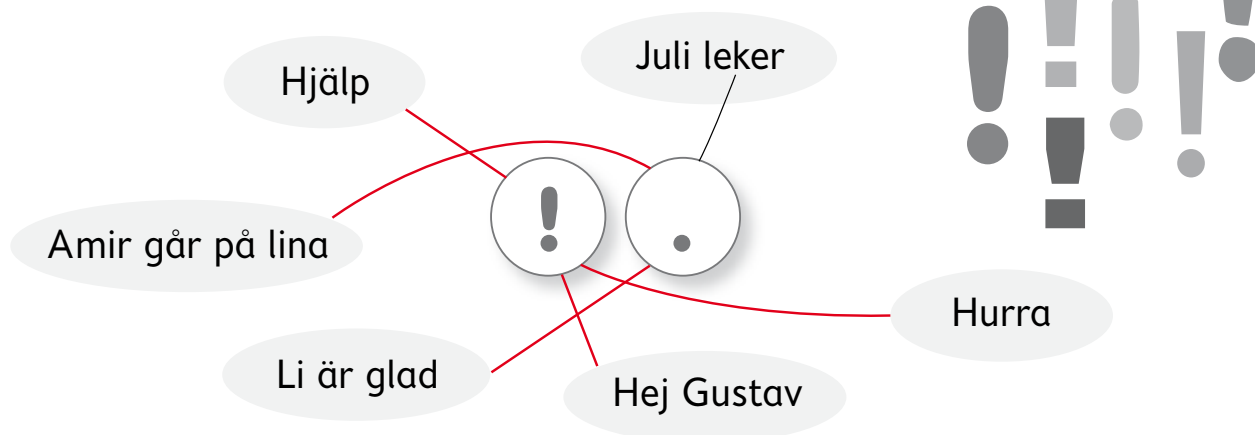 Juli leker
Hjälp
!
.
Amir går på lina
Hurra
Li är glad
Hej Gustav
! ! ! ! ! !